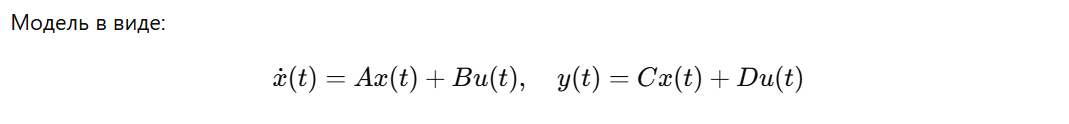 Модель в виде:
ẋ(t) = Ax(t) + Bu(t), y(t) = Cx(t) + Du(t)